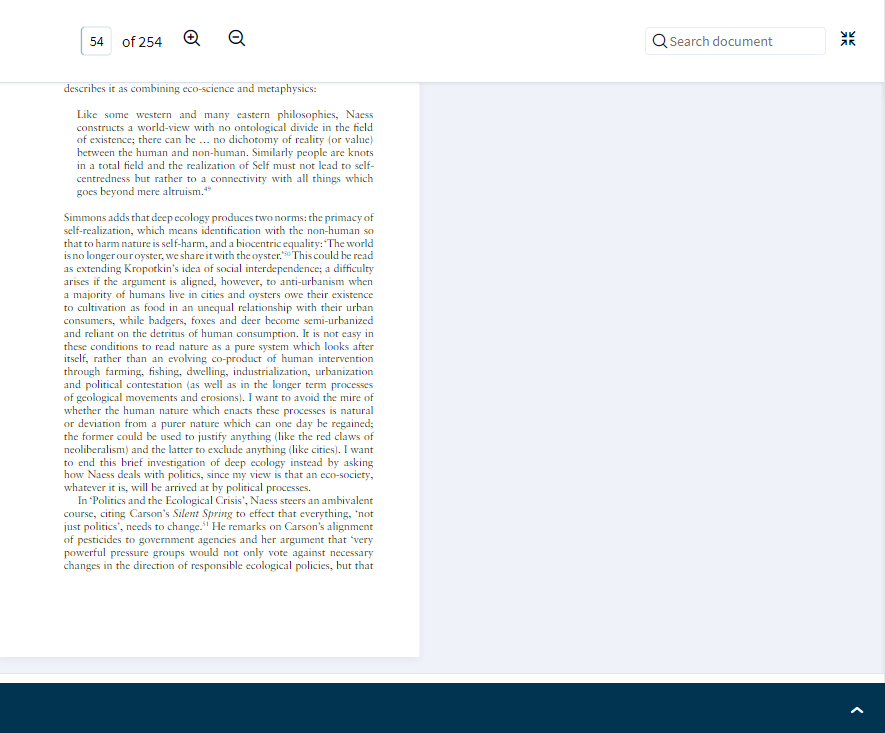 54 of 254 Search document
describes it as combining eco-science and metaphysics:
Like some western and many eastern philosophies, Naess
constructs a world-view with no ontological divide in the field
of existence; there can be ... no dichotomy of reality (or value)
between the human and non-human. Similarly people are knots
in a total field and the realization of Self must not lead to self-
centredness but rather to a connectivity with all things which
goes beyond mere altruism.49
Simmons adds that deep ecology produces two norms: the primacy of
self-realization, which means identification with the non-human so
that to harm nature is self-harm, and a biocentric equality: ‘The world
is no longer our oyster, we share it with the oyster.’50 This could be read
as extending Kropotkin’s idea of social interdependence; a difficulty
arises if the argument is aligned, however, to anti-urbanism when
a majority of humans live in cities and oysters owe their existence
to cultivation as food in an unequal relationship with their urban
consumers, while badgers, foxes and deer become semi-urbanized
and reliant on the detritus of human consumption. It is not easy in
these conditions to read nature as a pure system which looks after
itself, rather than an evolving co-product of human intervention
through farming, fishing, dwelling, industrialization, urbanization
and political contestation (as well as in the longer term processes
of geological movements and erosions). I want to avoid the mire of
whether the human nature which enacts these processes is natural
or deviation from a purer nature which can one day be regained;
the former could be used to justify anything (like the red claws of
neoliberalism) and the latter to exclude anything (like cities). I want
to end this brief investigation of deep ecology instead by asking
how Naess deals with politics, since my view is that an eco-society,
whatever it is, will be arrived at by political processes.
In ‘Politics and the Ecological Crisis’, Naess steers an ambivalent
course, citing Carson’s Silent Spring to effect that everything, ‘not
just politics’, needs to change.51 He remarks on Carson’s alignment
of pesticides to government agencies and her argument that ‘very
powerful pressure groups would not only vote against necessary
changes in the direction of responsible ecological policies, but that